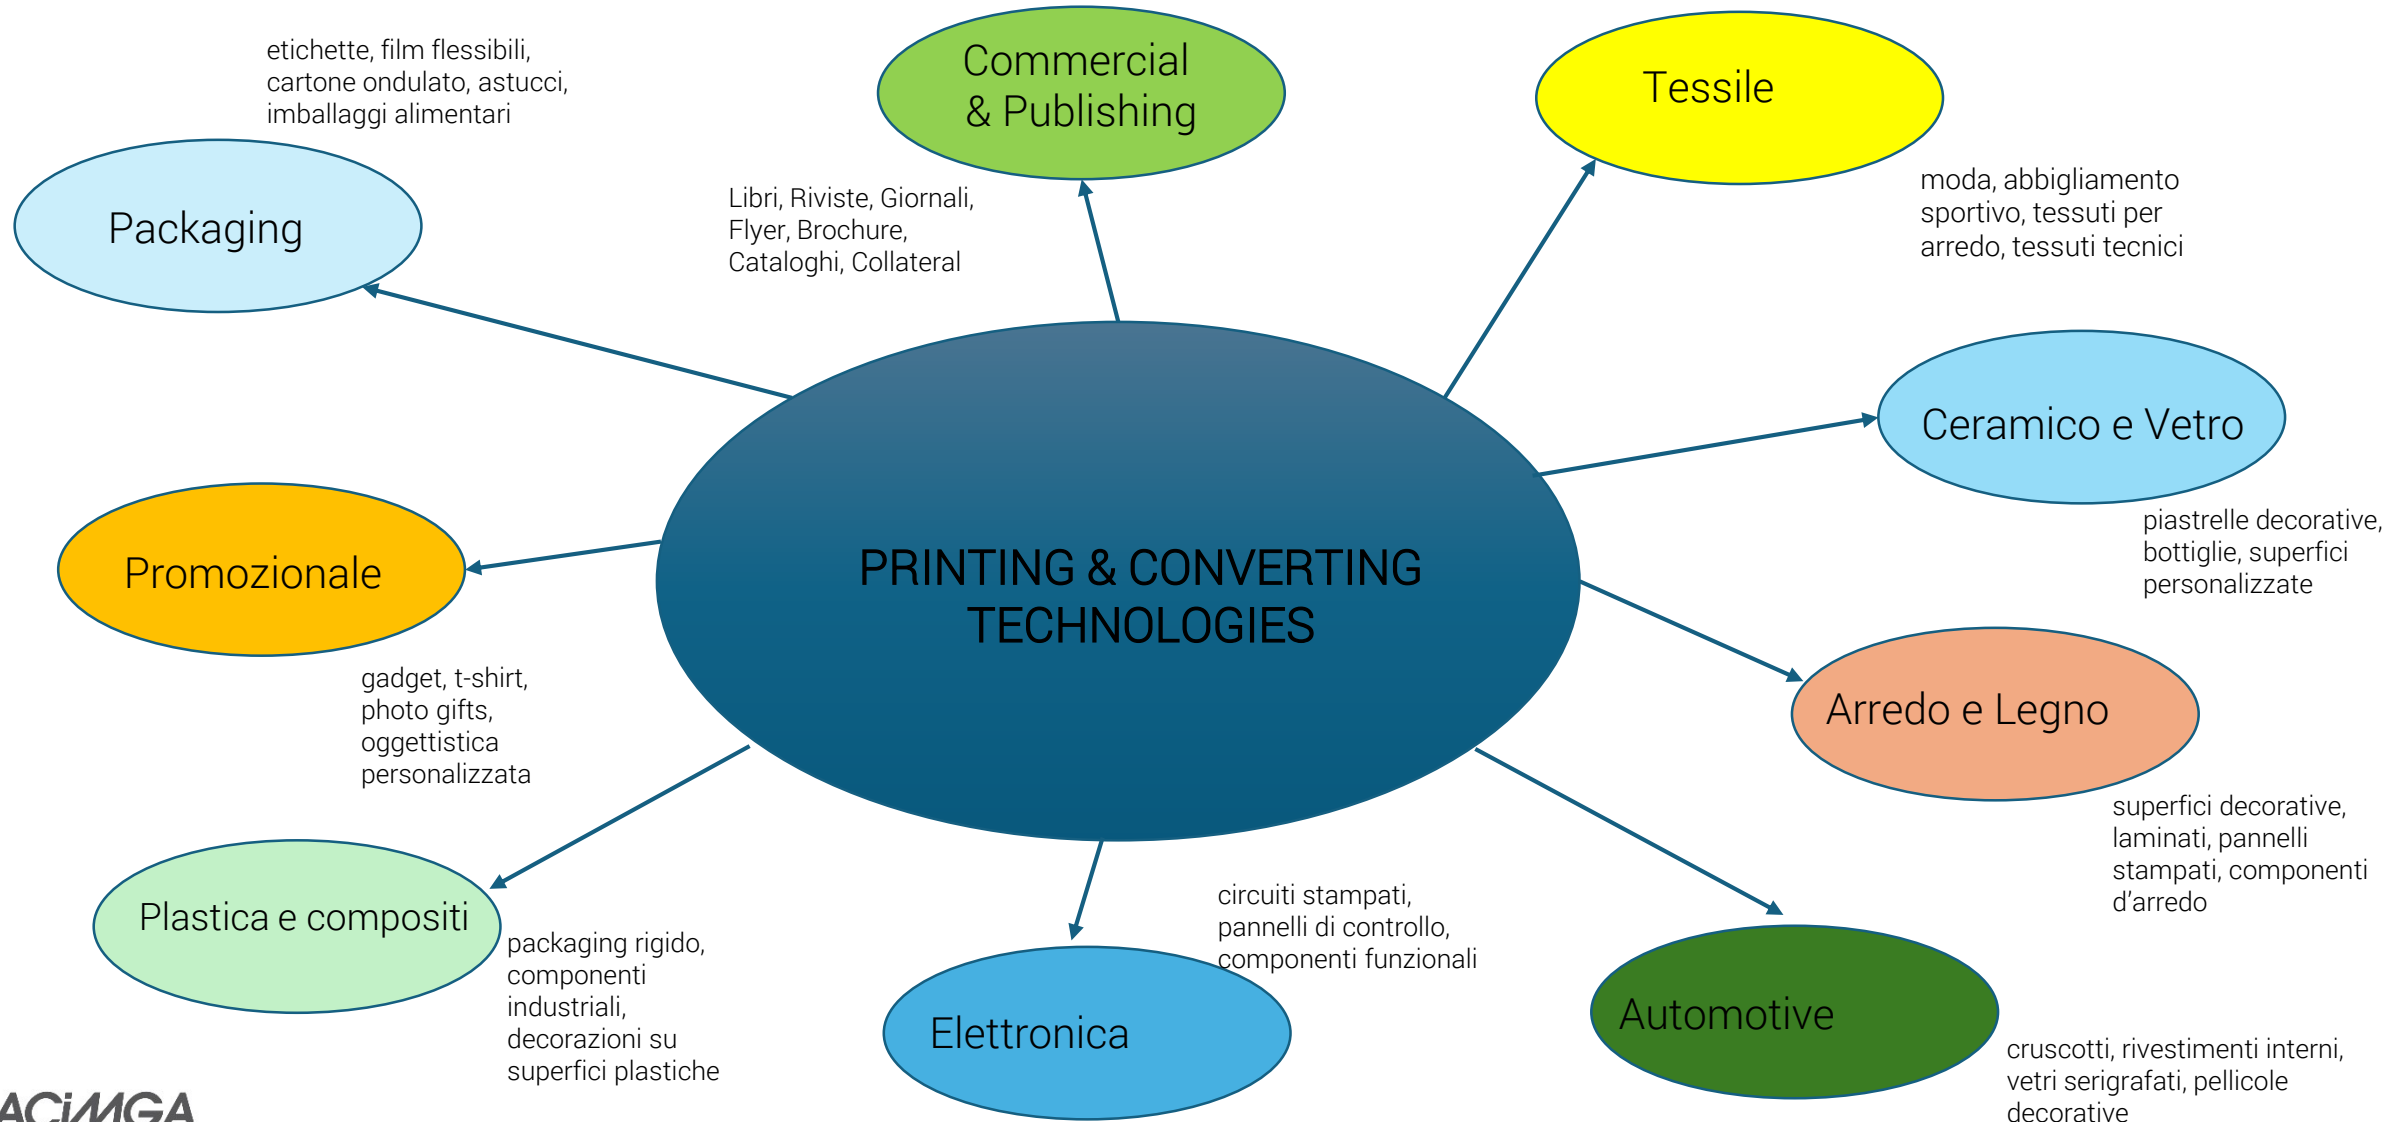 etichette, film flessibili,
cartone ondulato, astucci,
imballaggi alimentari
Packaging
Commercial
& Publishing
Libri, Riviste, Giornali,
Flyer, Brochure,
Cataloghi, Collateral
Tessile
moda, abbigliamento
sportivo, tessuti per
arredo, tessuti tecnici
Ceramico e Vetro
piastrelle decorative,
bottiglie, superfici
personalizzate
PRINTING & CONVERTING
TECHNOLOGIES
Promozionale
gadget, t-shirt,
photo gifts,
oggettistica
personalizzata
Arredo e Legno
superfici decorative,
laminati, pannelli
stampati, componenti
d’arredo
Plastica e compositi
packaging rigido,
componenti
industriali,
decorazioni su
superfici plastiche
circuiti stampati,
pannelli di controllo,
componenti funzionali
Elettronica
Automotive
cruscotti, rivestimenti interni,
vetri serigrafati, pellicole
decorative
ACiMGA